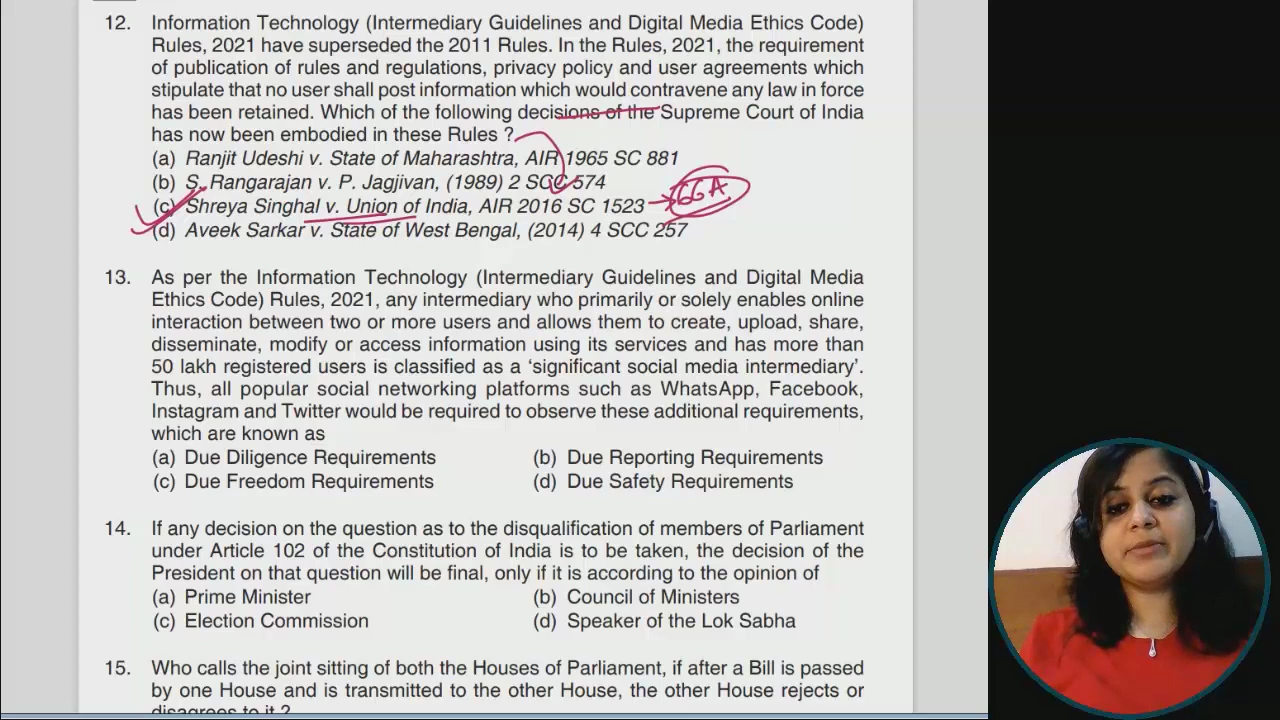 12. Information Technology (Intermediary Guidelines and Digital Media Ethics Code)
Rules, 2021 have superseded the 2011 Rules. In the Rules, 2021, the requirement
of publication of rules and regulations, privacy policy and user agreements which
stipulate that no user shall post information which would contravene any law in force
has been retained. Which of the following decisions of the Supreme Court of India
has now been embodied in these Rules ?
(a) Ranjit Udeshi v. State of Maharashtra, AIR 1965 SC 881
(b) S. Rangarajan v. P. Jagjivan, (1989) 2 SCC 574
(c) Shreya Singhal v. Union of India, AIR 2016 SC 1523 66A
(d) Aveek Sarkar v. State of West Bengal, (2014) 4 SCC 257
13. As per the Information Technology (Intermediary Guidelines and Digital Media
Ethics Code) Rules, 2021, any intermediary who primarily or solely enables online
interaction between two or more users and allows them to create, upload, share,
disseminate, modify or access information using its services and has more than
50 lakh registered users is classified as a ‘significant social media intermediary’.
Thus, all popular social networking platforms such as WhatsApp, Facebook,
Instagram and Twitter would be required to observe these additional requirements,
which are known as
(a) Due Diligence Requirements (b) Due Reporting Requirements
(c) Due Freedom Requirements (d) Due Safety Requirements
14. If any decision on the question as to the disqualification of members of Parliament
under Article 102 of the Constitution of India is to be taken, the decision of the
President on that question will be final, only if it is according to the opinion of
(a) Prime Minister (b) Council of Ministers
(c) Election Commission (d) Speaker of the Lok Sabha
15. Who calls the joint sitting of both the Houses of Parliament, if after a Bill is passed
by one House and is transmitted to the other House, the other House rejects or
disagrees to it ?